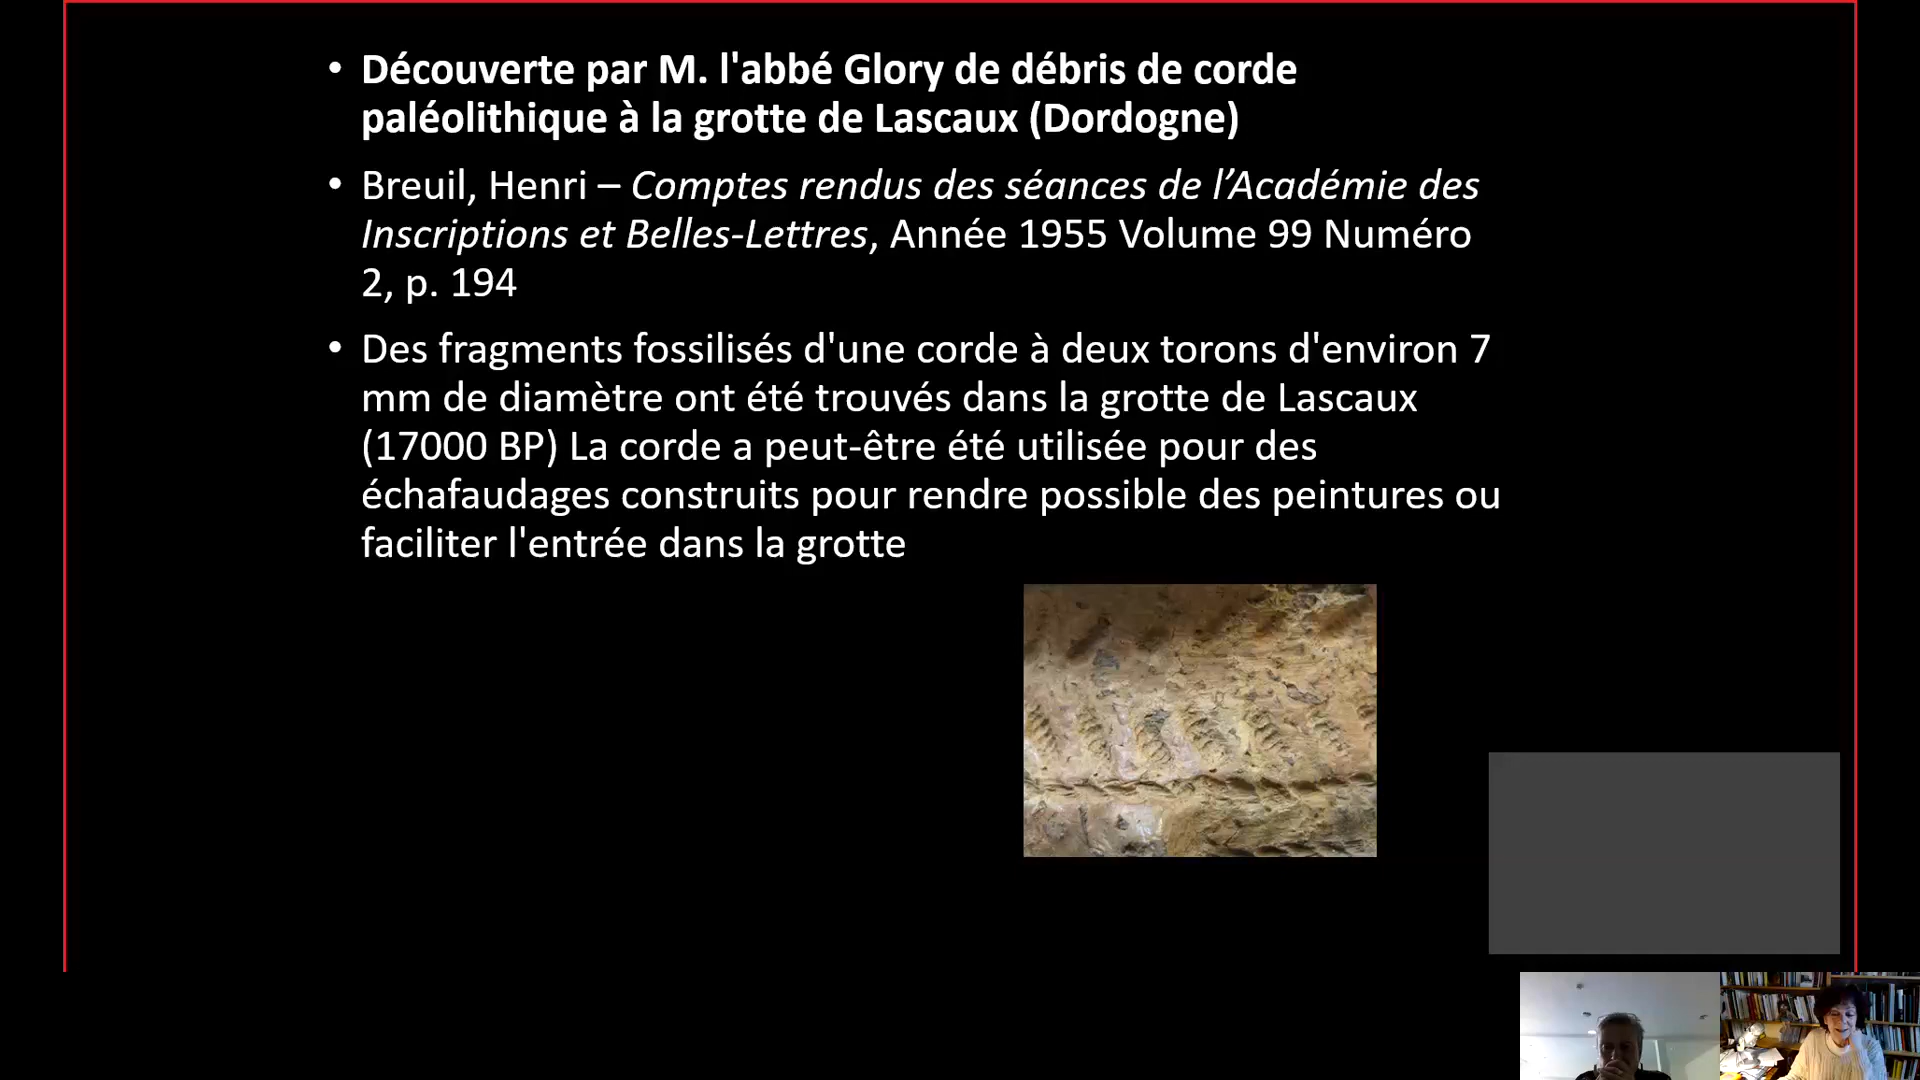 • Découverte par M. l'abbé Glory de débris de corde
paléolithique à la grotte de Lascaux (Dordogne)
• Breuil, Henri – Comptes rendus des séances de l’Académie des
Inscriptions et Belles-Lettres, Année 1955 Volume 99 Numéro
2, p. 194
• Des fragments fossilisés d'une corde à deux torons d'environ 7
mm de diamètre ont été trouvés dans la grotte de Lascaux
(17000 BP) La corde a peut-être été utilisée pour des
échafaudages construits pour rendre possible des peintures ou
faciliter l'entrée dans la grotte